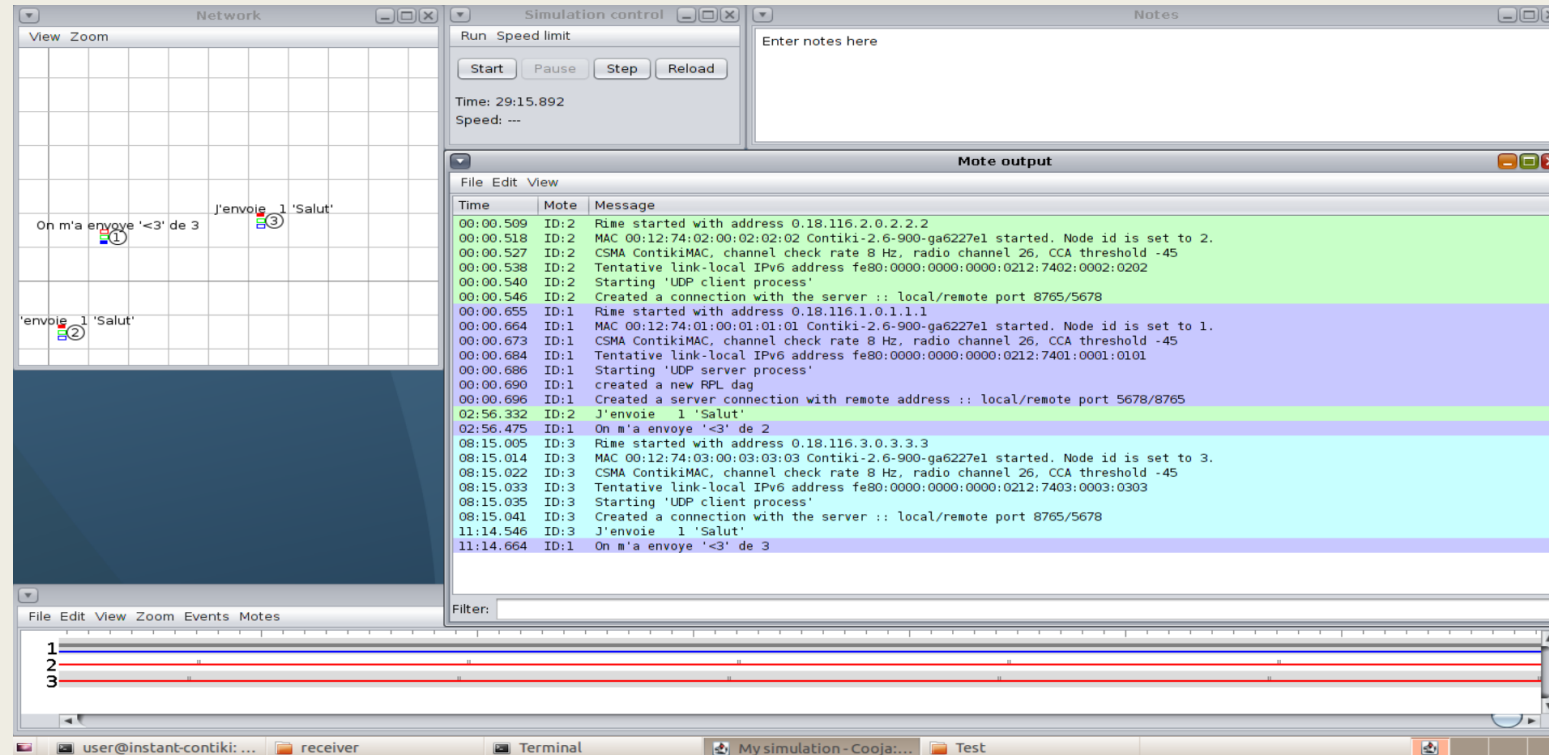 Network
View Zoom
On m'a envoye '<3' de 3
1
J'envoie 1 'Salut'
3
'envoie 1 'Salut'
2
Simulation control
Run Speed limit
Start Pause Step Reload
Time: 29:15.892
Speed: ---
Notes
Enter notes here
Mote output
File Edit View
Time Mote Message
00:00.509 ID:2 Rime started with address 0.18.116.2.0.2.2.2
00:00.518 ID:2 MAC 00:12:74:02:00:02:02:02 Contiki-2.6-900-ga6227e1 started. Node id is set to 2.
00:00.527 ID:2 CSMA ContikiMAC, channel check rate 8 Hz, radio channel 26, CCA threshold -45
00:00.538 ID:2 Tentative link-local IPv6 address fe80:0000:0000:0000:0212:7402:0002:0202
00:00.540 ID:2 Starting 'UDP client process'
00:00.546 ID:2 Created a connection with the server :: local/remote port 8765/5678
00:00.655 ID:1 Rime started with address 0.18.116.1.0.1.1.1
00:00.664 ID:1 MAC 00:12:74:01:00:01:01:01 Contiki-2.6-900-ga6227e1 started. Node id is set to 1.
00:00.673 ID:1 CSMA ContikiMAC, channel check rate 8 Hz, radio channel 26, CCA threshold -45
00:00.684 ID:1 Tentative link-local IPv6 address fe80:0000:0000:0000:0212:7401:0001:0101
00:00.686 ID:1 Starting 'UDP server process'
00:00.690 ID:1 created a new RPL dag
00:00.696 ID:1 Created a server connection with remote address :: local/remote port 5678/8765
02:56.332 ID:2 J'envoie 1 'Salut'
02:56.475 ID:1 On m'a envoye '<3' de 2
08:15.005 ID:3 Rime started with address 0.18.116.3.0.3.3.3
08:15.014 ID:3 MAC 00:12:74:03:00:03:03:03 Contiki-2.6-900-ga6227e1 started. Node id is set to 3.
08:15.022 ID:3 CSMA ContikiMAC, channel check rate 8 Hz, radio channel 26, CCA threshold -45
08:15.033 ID:3 Tentative link-local IPv6 address fe80:0000:0000:0000:0212:7403:0003:0303
08:15.035 ID:3 Starting 'UDP client process'
08:15.041 ID:3 Created a connection with the server :: local/remote port 8765/5678
11:14.546 ID:3 J'envoie 1 'Salut'
11:14.664 ID:1 On m'a envoye '<3' de 3
Filter:
File Edit View Zoom Events Motes
1
2
3
user@instant-contiki: ... receiver Terminal My simulation - Cooja:... Test